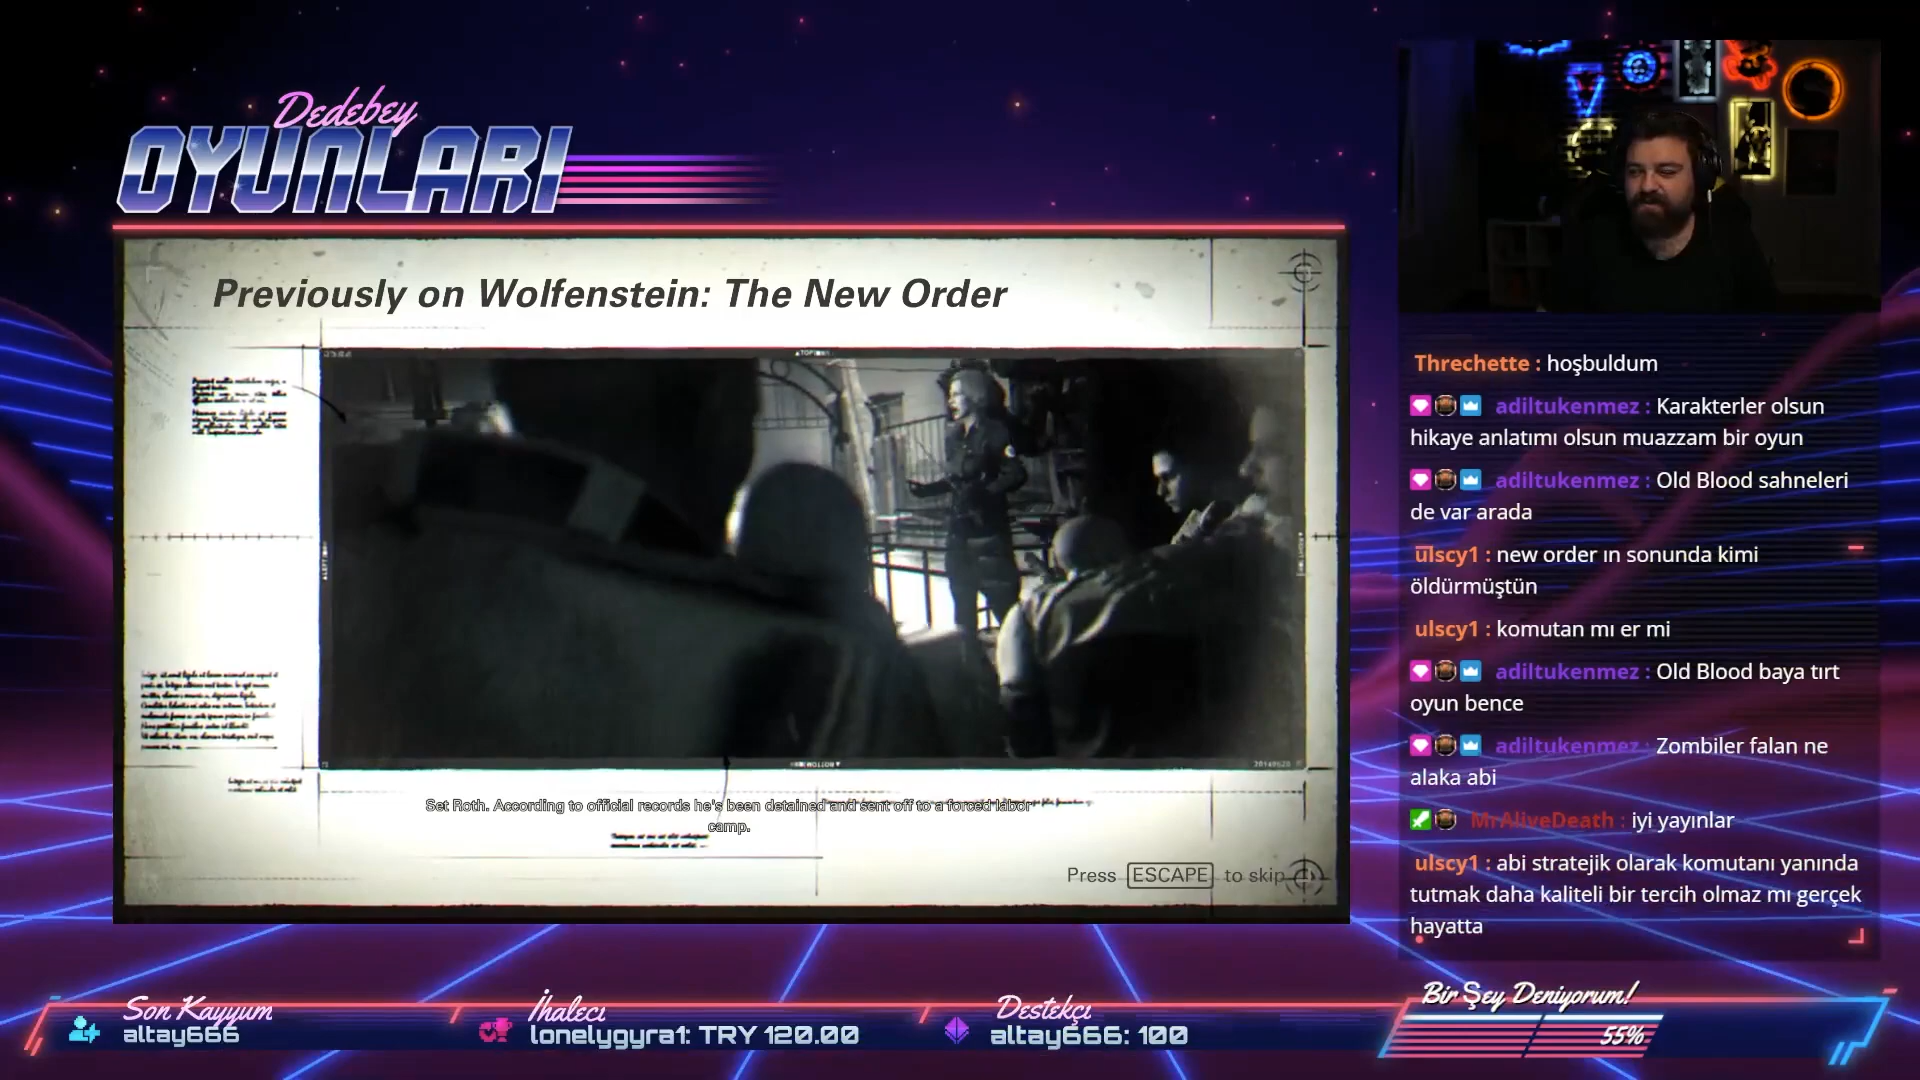 Dedebey
OYUNLARI
Previously on Wolfenstein: The New Order
Set Roth. According to official records he's been detained and sent off to a forced labor
camp.
Press ESCAPE to skip
Threchette : hoşbuldum
adiltukenmez : Karakterler olsun
hikaye anlatımı olsun muazzam bir oyun
adiltukenmez : Old Blood sahneleri
de var arada
ulscy1 : new order ın sonunda kimi
öldürmüştün
ulscy1 : komutan mı er mi
adiltukenmez : Old Blood baya tırt
oyun bence
adiltukenmez : Zombiler falan ne
alaka abi
MrAliveDeath : iyi yayınlar
ulscy1 : abi stratejik olarak komutanı yanında
tutmak daha kaliteli bir tercih olmaz mı gerçek
hayatta
Son Kayyum
altay666
İhaleci
lonelygyra1: TRY 120.00
Destekçi
altay666: 100
Bir Şey Deniyorum!
55%